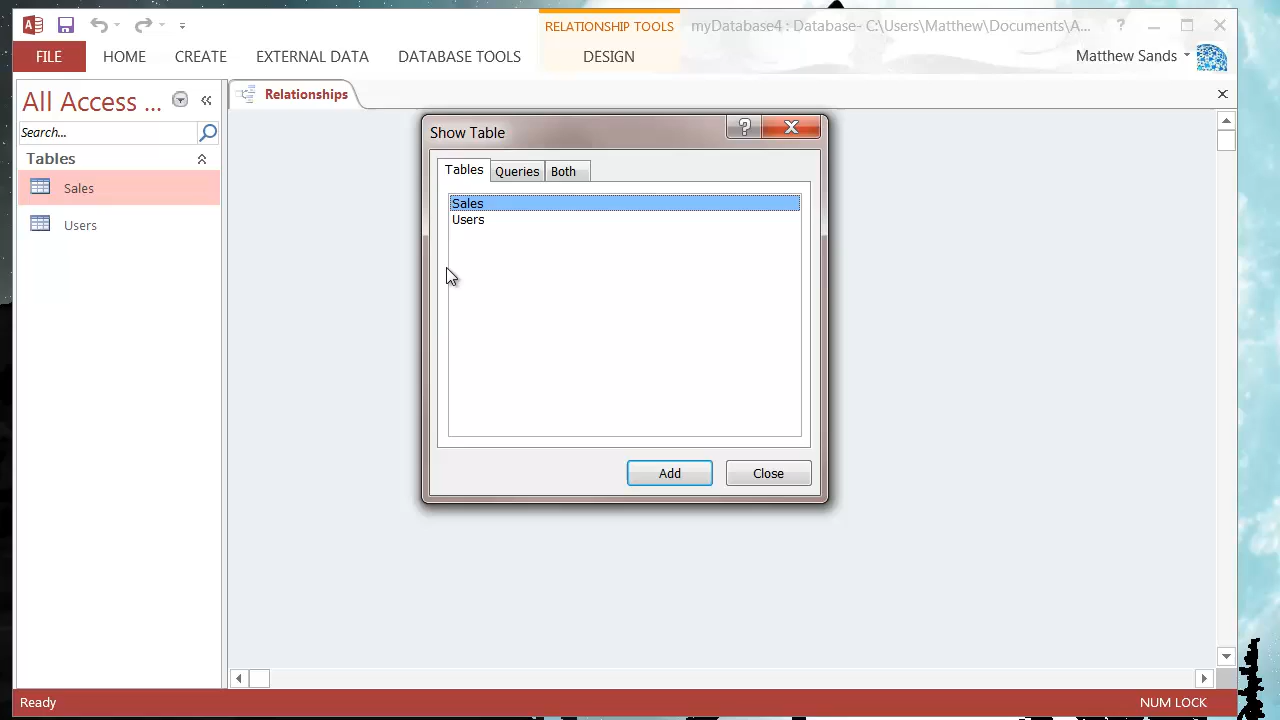 RELATIONSHIP TOOLS
myDatabase4 : Database- C:\Users\Matthew\Documents\A...
?
FILE
HOME
CREATE
EXTERNAL DATA
DATABASE TOOLS
DESIGN
Matthew Sands
All Access ...
Relationships
Search...
Tables
Sales
Users
Show Table
?
Tables
Queries
Both
Sales
Users
Add
Close
Ready
NUM LOCK